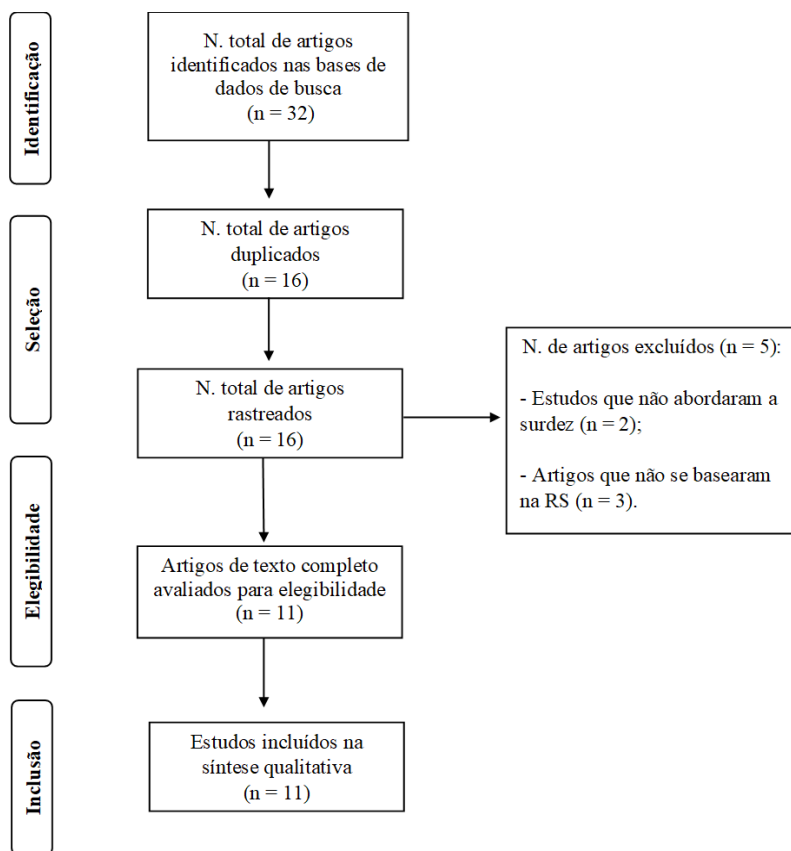 Identificação
N. total de artigos
identificados nas bases de
dados de busca
(n = 32)
Seleção
N. total de artigos
duplicados
(n = 16)
N. total de artigos
rastreados
(n = 16)
N. de artigos excluídos (n = 5):
- Estudos que não abordaram a
surdez (n = 2);
- Artigos que não se basearam
na RS (n = 3).
Elegibilidade
Artigos de texto completo
avaliados para elegibilidade
(n = 11)
Inclusão
Estudos incluídos na
síntese qualitativa
(n = 11)